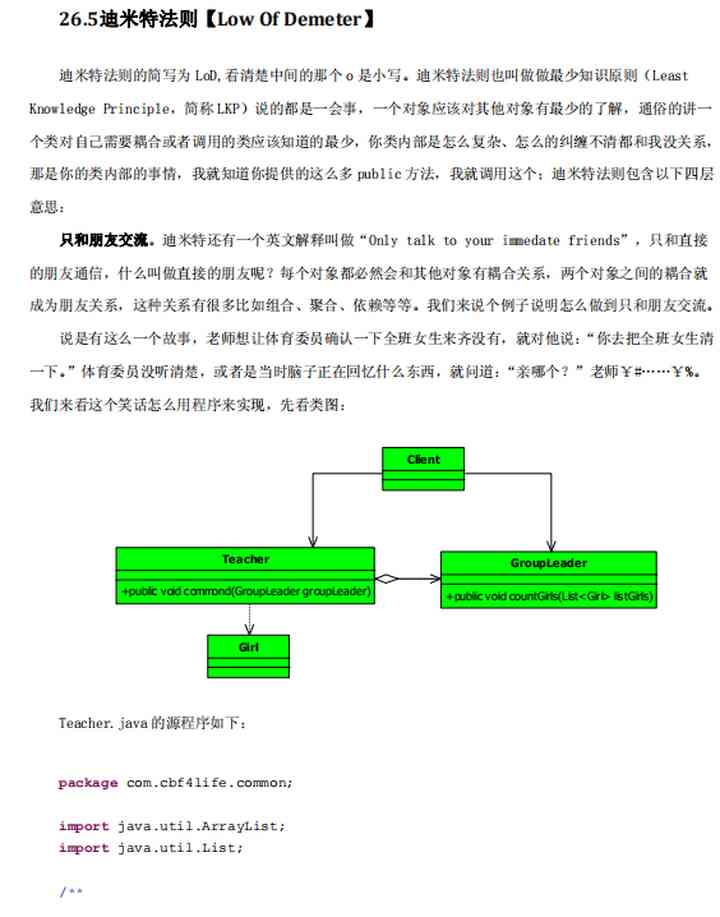 26.5迪米特法则【Low Of Demeter】
迪米特法则的简写为 LoD,看清楚中间的那个 o 是小写。迪米特法则也叫做做最少知识原则（Least
Knowledge Principle，简称 LKP）说的都是一会事，一个对象应该对其他对象有最少的了解，通俗的讲一
个类对自己需要耦合或者调用的类应该知道的最少，你类内部是怎么复杂、怎么的纠缠不清都和我没关系，
那是你的类内部的事情，我就知道你提供的这么多 public 方法，我就调用这个；迪米特法则包含以下四层
意思：
只和朋友交流。迪米特还有一个英文解释叫做“Only talk to your immedate friends”，只和直接
的朋友通信，什么叫做直接的朋友呢？每个对象都必然会和其他对象有耦合关系，两个对象之间的耦合就
成为朋友关系，这种关系有很多比如组合、聚合、依赖等等。我们来说个例子说明怎么做到只和朋友交流。
说是有这么一个故事，老师想让体育委员确认一下全班女生来齐没有，就对他说：“你去把全班女生清
一下。”体育委员没听清楚，或者是当时脑子正在回忆什么东西，就问道：“亲哪个？”老师￥#……￥%。
我们来看这个笑话怎么用程序来实现，先看类图：
Client
Teacher
+public void commond(GroupLeader groupLeader)
GroupLeader
+public void countGirls(List<Girl> listGirls)
Girl
Teacher.java 的源程序如下：
package com.cbf4life.common;
import java.util.ArrayList;
import java.util.List;
/**